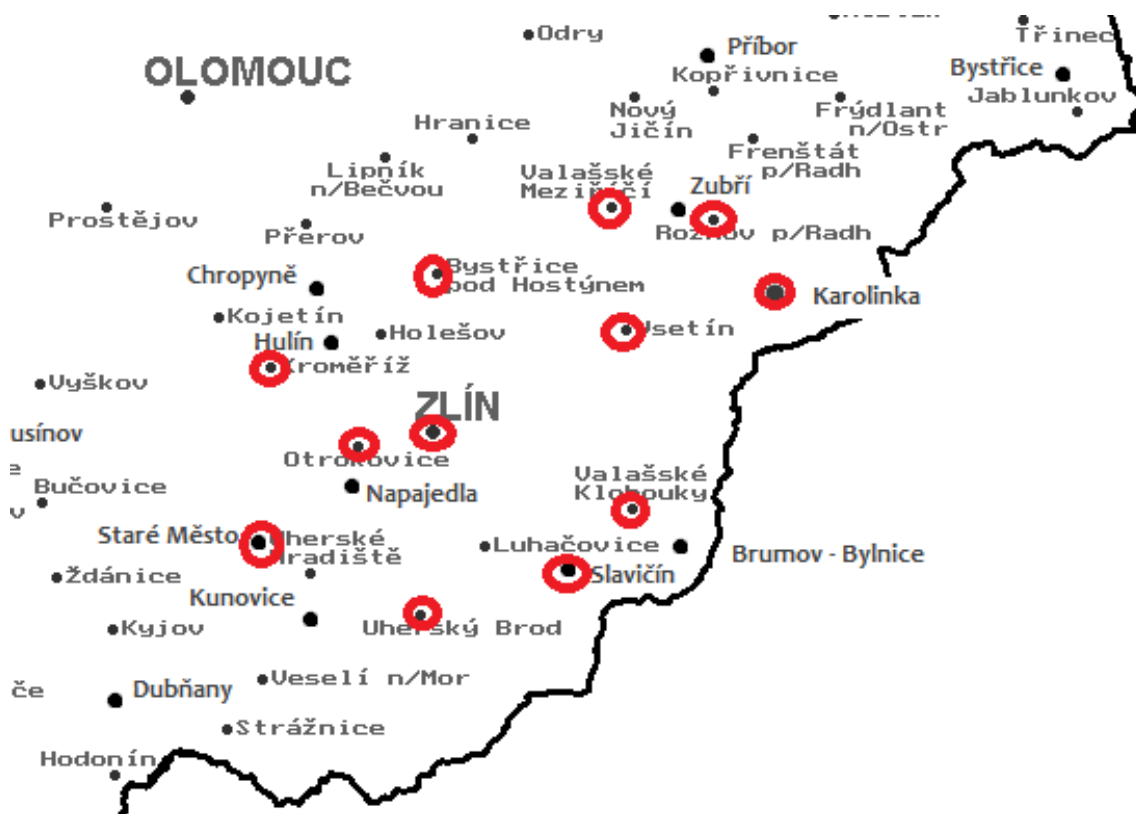 Odry
Třinec
Příbor
Kopřivnice
Bystřice
Jablunkov
OLOMOUC
Hranice
Nový
Jičín
Frýdlant
n/Ostr
Frenštát
p/Radh
Lipník
n/Bečvou
Valašské
Meziříčí
Zubří
Rožnov p/Radh
Prostějov
Přerov
Chropyně
Bystřice
pod Hostýnem
Karolinka
Kojetín
Hulín
Holešov
Vsetín
Kroměříž
Vyškov
ZLÍN
usínov
Otrokovice
e
Bučovice
v
Napajedla
Valašské
Klobouky
Staré Město
Uherské
Hradiště
Luhačovice
Brumov - Bylnice
Slavičín
Ždánice
Kunovice
Kyjov
Uherský Brod
če
Dubňany
Veselí n/Mor
Strážnice
Hodonín